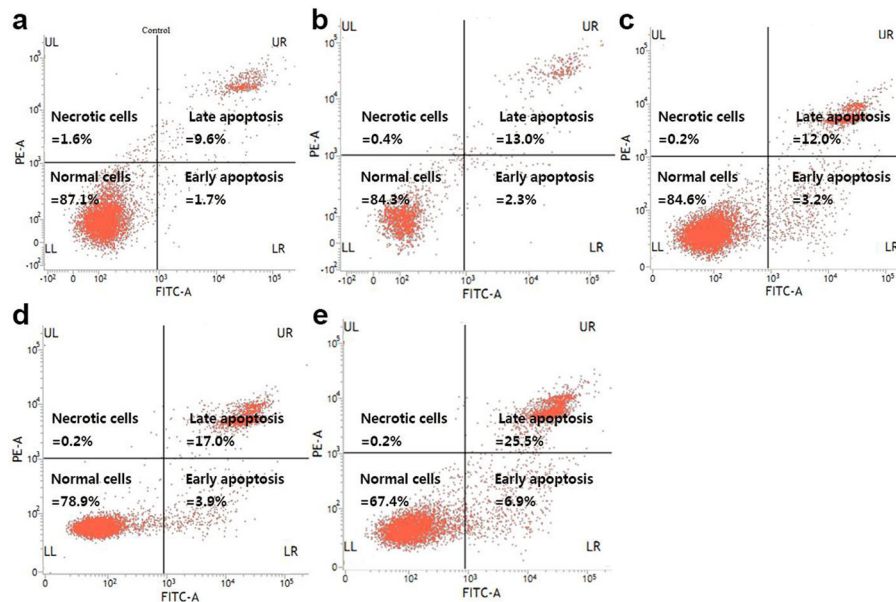 a
Control
UL
UR
10⁵
10⁴
10³
10²
0
-10²
PE-A
Necrotic cells
=1.6%
Late apoptosis
=9.6%
Normal cells
=87.1%
Early apoptosis
=1.7%
LL
LR
-10² 0 10² 10³ 10⁴ 10⁵
FITC-A
b
UL
UR
10⁵
10⁴
10³
10²
0
-10²
PE-A
Necrotic cells
=0.4%
Late apoptosis
=13.0%
Normal cells
=84.3%
Early apoptosis
=2.3%
LL
LR
-10² 0 10² 10³ 10⁴ 10⁵
FITC-A
c
UL
UR
10⁵
10⁴
10³
10²
0
PE-A
Necrotic cells
=0.2%
Late apoptosis
=12.0%
Normal cells
=84.6%
Early apoptosis
=3.2%
LL
LR
0 10² 10³ 10⁴ 10⁵
FITC-A
d
UL
UR
10⁵
10⁴
10³
10²
0
PE-A
Necrotic cells
=0.2%
Late apoptosis
=17.0%
Normal cells
=78.9%
Early apoptosis
=3.9%
LL
LR
0 10² 10³ 10⁴ 10⁵
FITC-A
e
UL
UR
10⁵
10⁴
10³
10²
0
PE-A
Necrotic cells
=0.2%
Late apoptosis
=25.5%
Normal cells
=67.4%
Early apoptosis
=6.9%
LL
LR
0 10² 10³ 10⁴ 10⁵
FITC-A